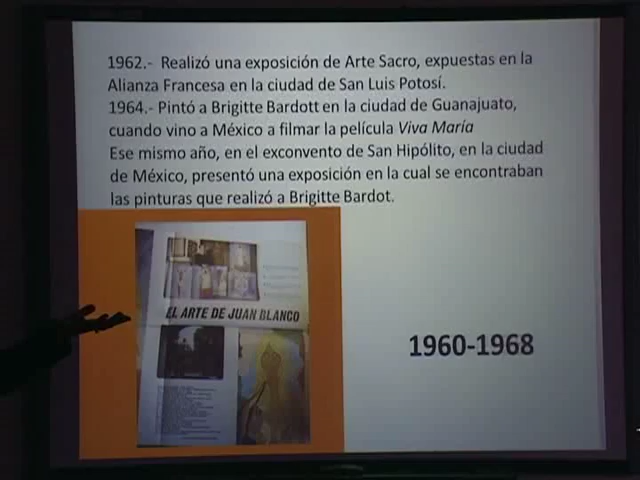 1962.- Realizó una exposición de Arte Sacro, expuestas en la
Alianza Francesa en la ciudad de San Luis Potosí.
1964.- Pintó a Brigitte Bardott en la ciudad de Guanajuato,
cuando vino a México a filmar la película Viva María
Ese mismo año, en el exconvento de San Hipólito, en la ciudad
de México, presentó una exposición en la cual se encontraban
las pinturas que realizó a Brigitte Bardot.
EL ARTE DE JUAN BLANCO
1960-1968